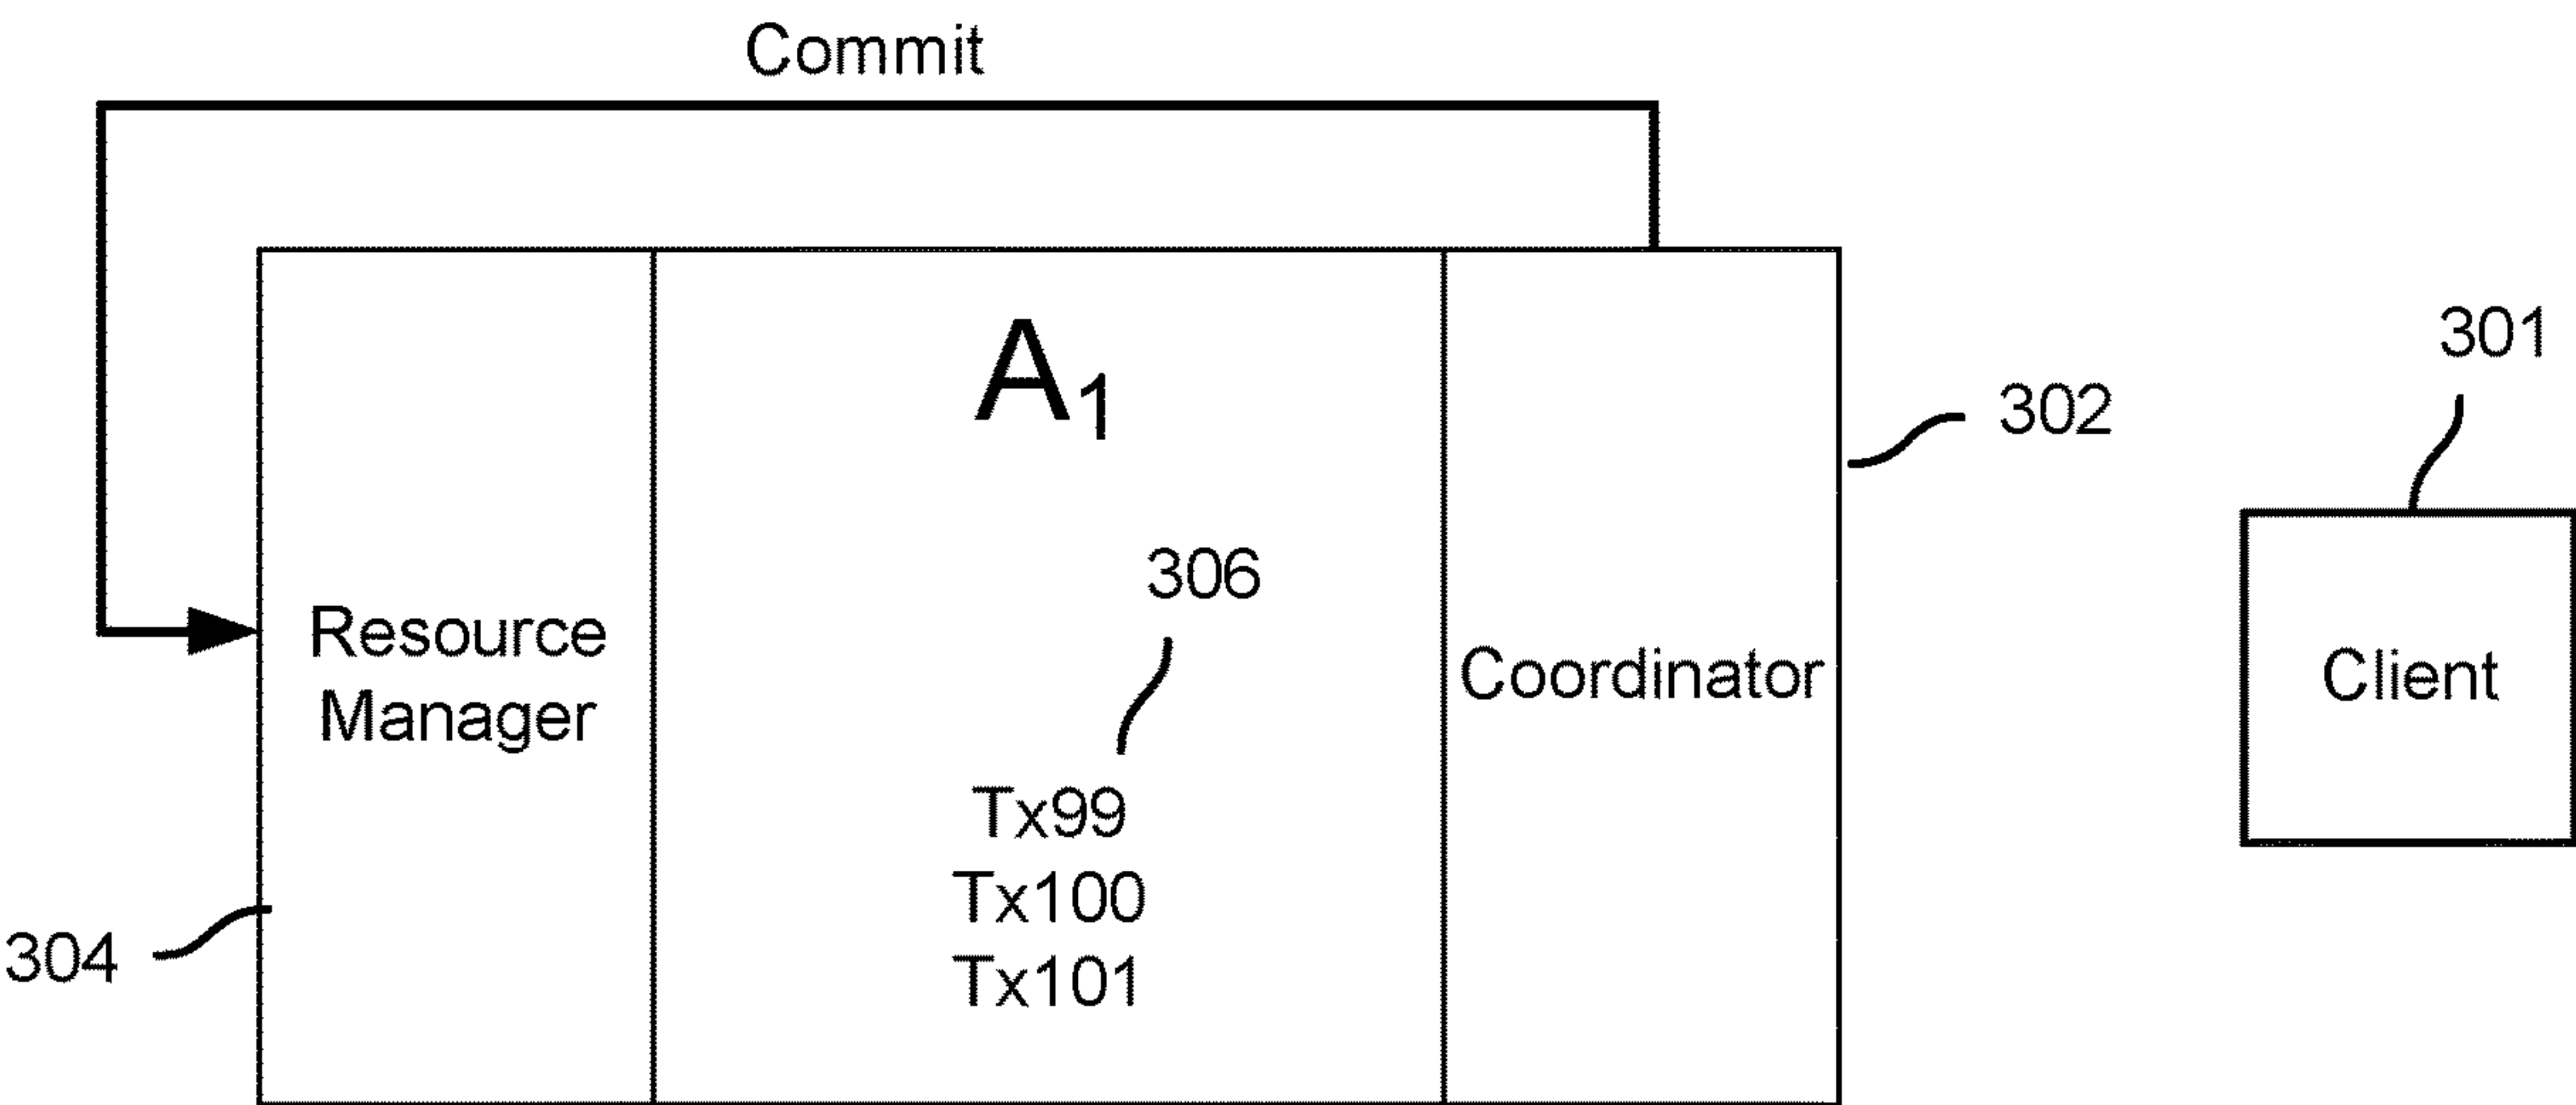 Commit
A1
301
302
306
Resource
Manager
Coordinator
Client
Tx99
Tx100
Tx101
304